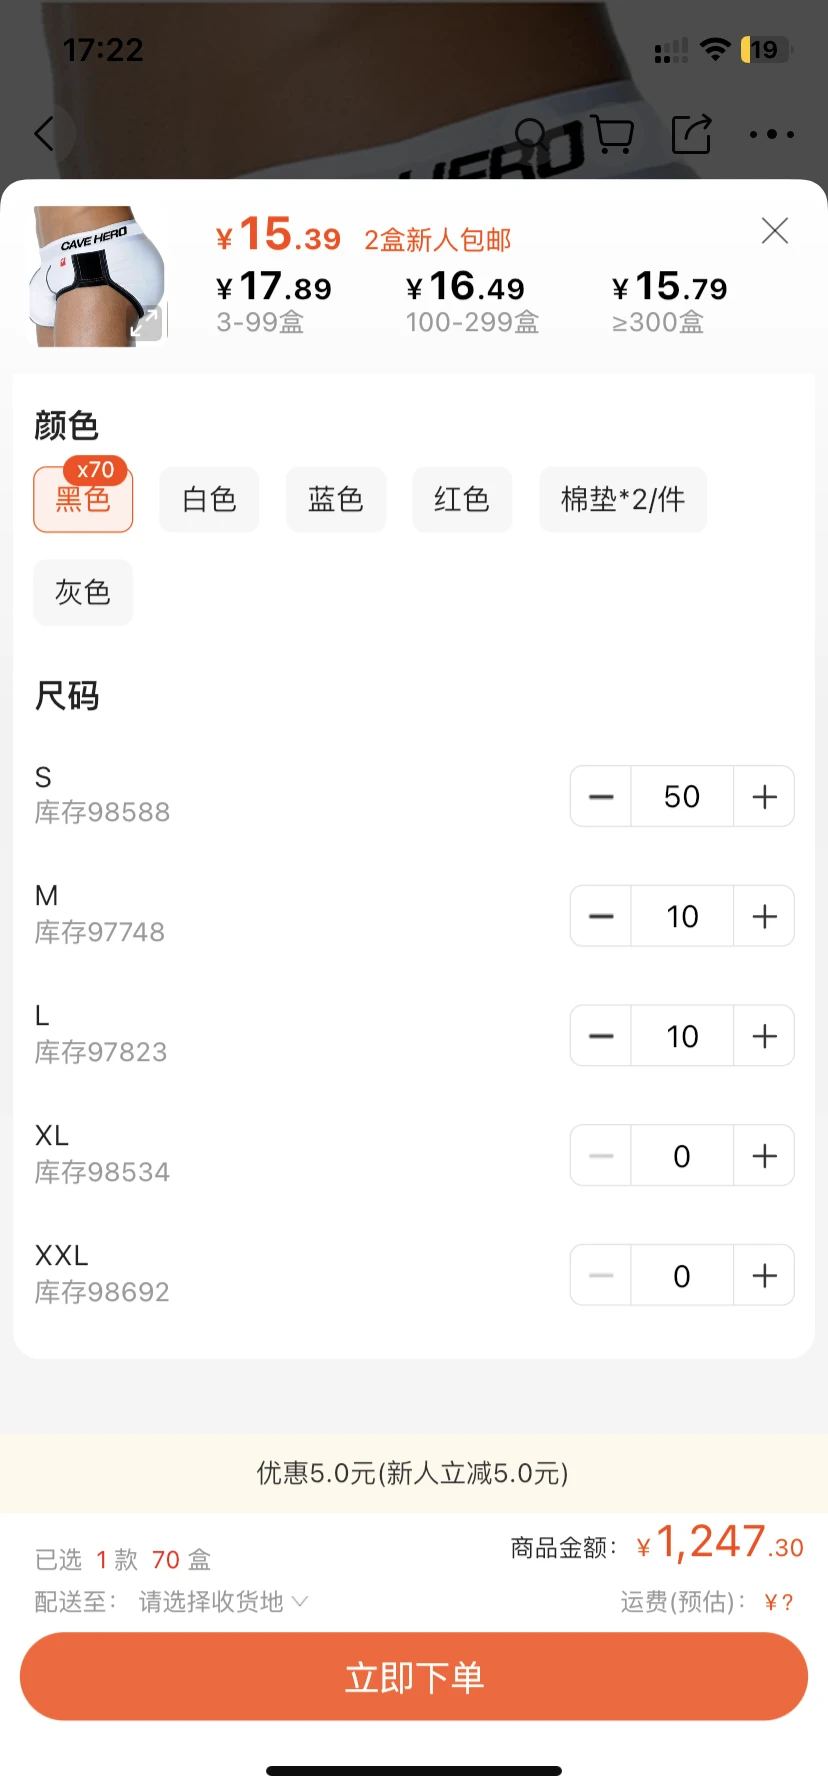 17:22
19
HERO
CAVE HERO
¥15.39 2盒新人包邮
¥17.89 ¥16.49 ¥15.79
3-99盒 100-299盒 ≥300盒
颜色
x70
黑色 白色 蓝色 红色 棉垫*2/件
灰色
尺码
S
库存98588
50
M
库存97748
10
L
库存97823
10
XL
库存98534
0
XXL
库存98692
0
优惠5.0元(新人立减5.0元)
已选 1 款 70 盒
商品金额: ¥1,247.30
配送至: 请选择收货地
运费(预估): ¥?
立即下单